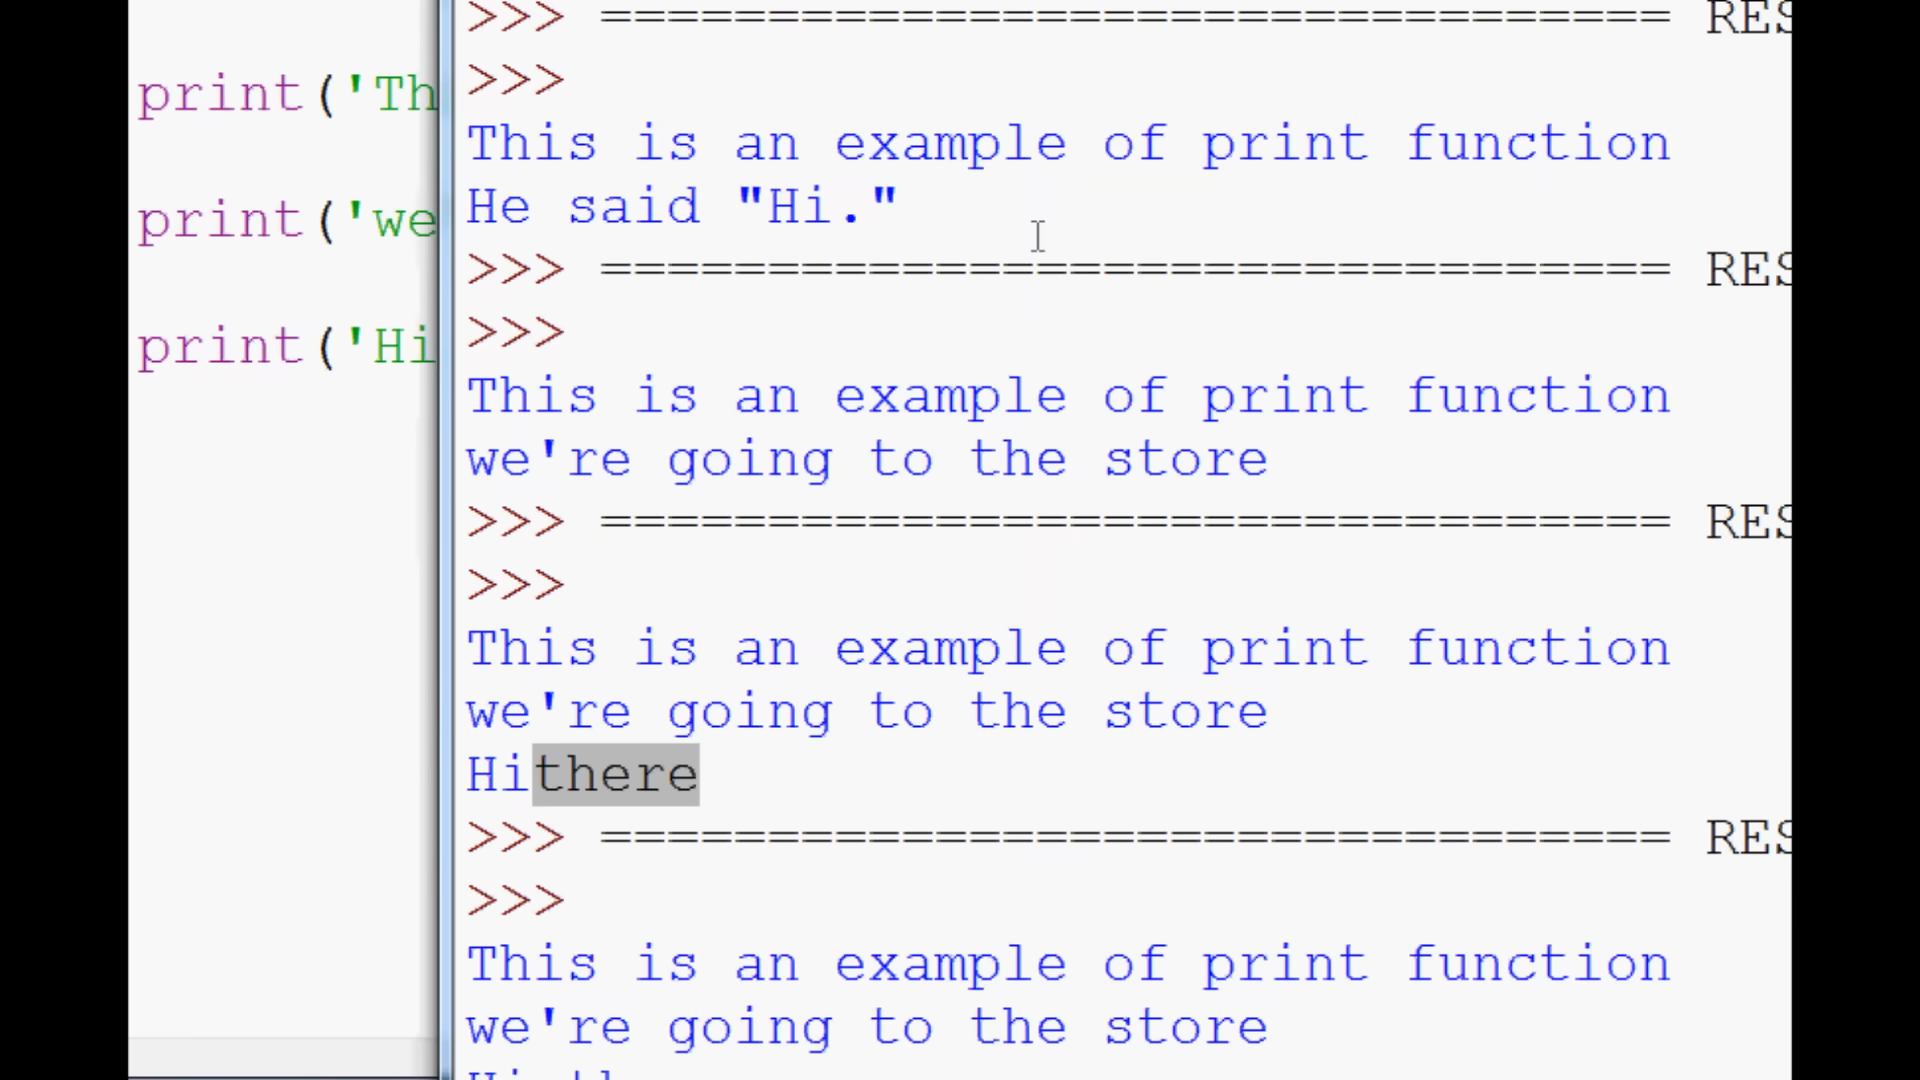 print('Th
print('we
print('Hi
>>> ================================ RES
>>>
This is an example of print function
He said "Hi."
>>> ================================ RES
>>>
This is an example of print function
we're going to the store
>>> ================================ RES
>>>
This is an example of print function
we're going to the store
Hithere
>>> ================================ RES
>>>
This is an example of print function
we're going to the store